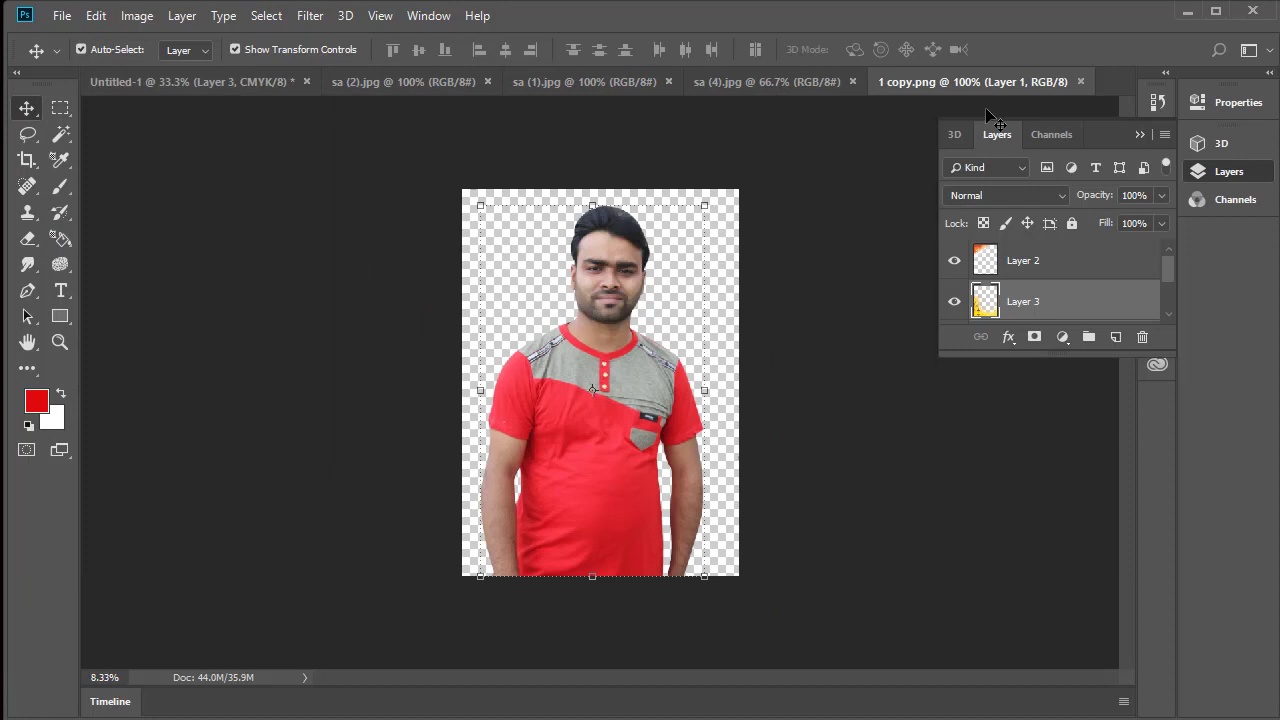 Ps File Edit Image Layer Type Select Filter 3D View Window Help
Auto-Select: Layer Show Transform Controls 3D Mode:
Untitled-1 @ 33.3% (Layer 3, CMYK/8) * × sa (2).jpg @ 100% (RGB/8#) × sa (1).jpg @ 100% (RGB/8#) × sa (4).jpg @ 66.7% (RGB/8#) × 1 copy.png @ 100% (Layer 1, RGB/8) ×
Properties
3D Layers Channels
3D
Kind
Layers
Normal Opacity: 100%
Channels
Lock: Fill: 100%
Layer 2
Layer 3
8.33% Doc: 44.0M/35.9M
Timeline